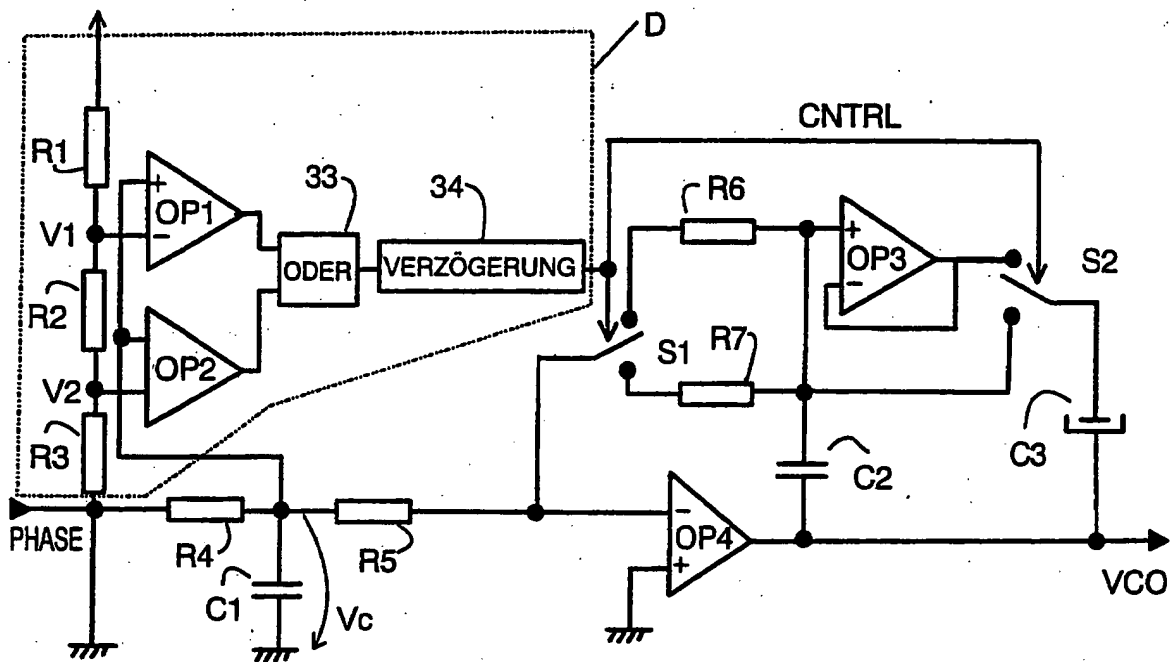 D
CNTRL
R1
33
34
R6
+
OP1
-
V1
ODER
VERZÖGERUNG
+
OP3
-
S2
R2
OP2
S1
R7
V2
R3
C3
C2
PHASE
R4
R5
-
OP4
+
C1
Vc
VCO